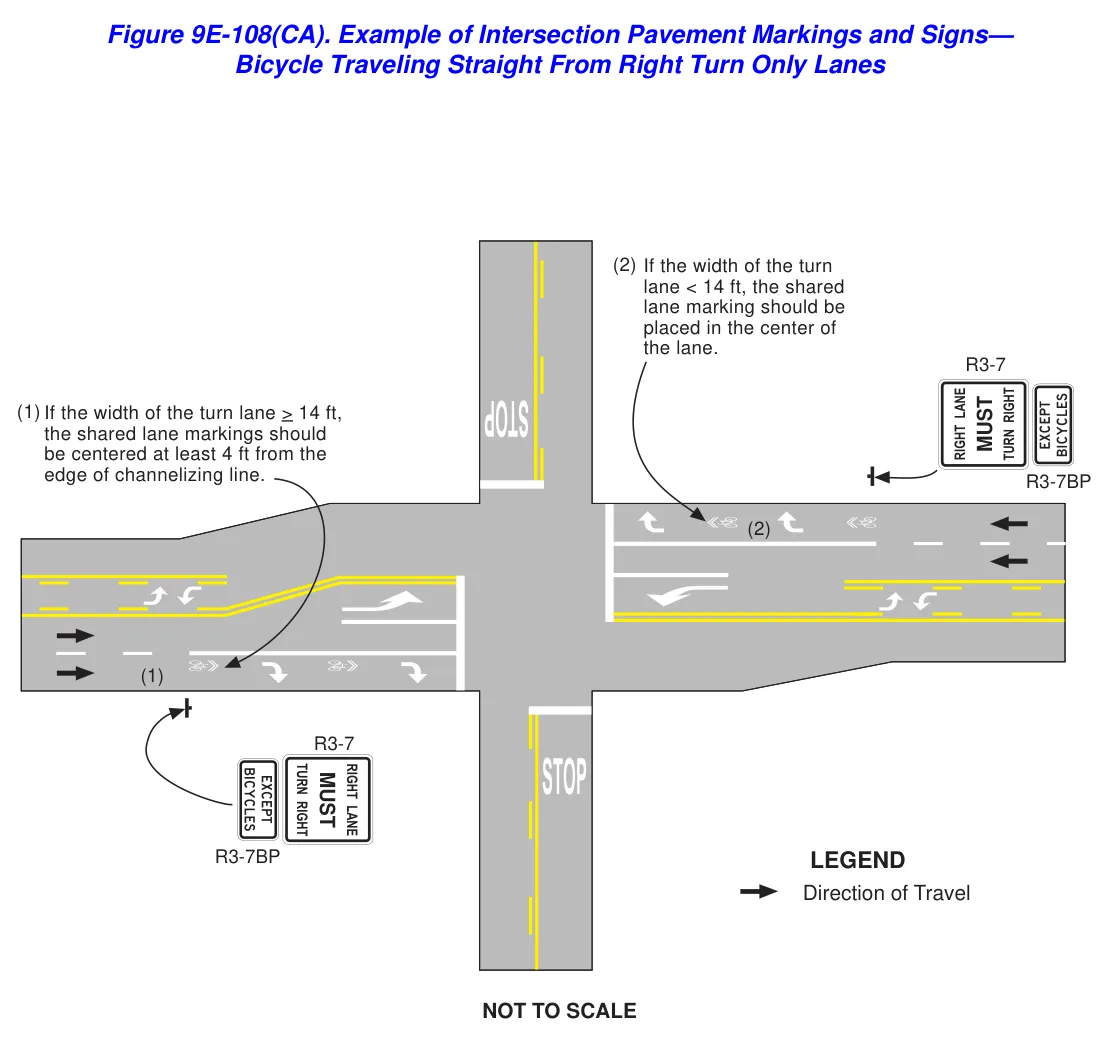 Figure 9E-108(CA). Example of Intersection Pavement Markings and Signs—
Bicycle Traveling Straight From Right Turn Only Lanes
(2) If the width of the turn
lane < 14 ft, the shared
lane marking should be
placed in the center of
the lane.
R3-7
RIGHT LANE
MUST
TURN RIGHT
EXCEPT
BICYCLES
R3-7BP
STOP
(1) If the width of the turn lane ≥ 14 ft,
the shared lane markings should
be centered at least 4 ft from the
edge of channelizing line.
(2)
(1)
R3-7
RIGHT LANE
MUST
TURN RIGHT
EXCEPT
BICYCLES
R3-7BP
STOP
LEGEND
Direction of Travel
NOT TO SCALE